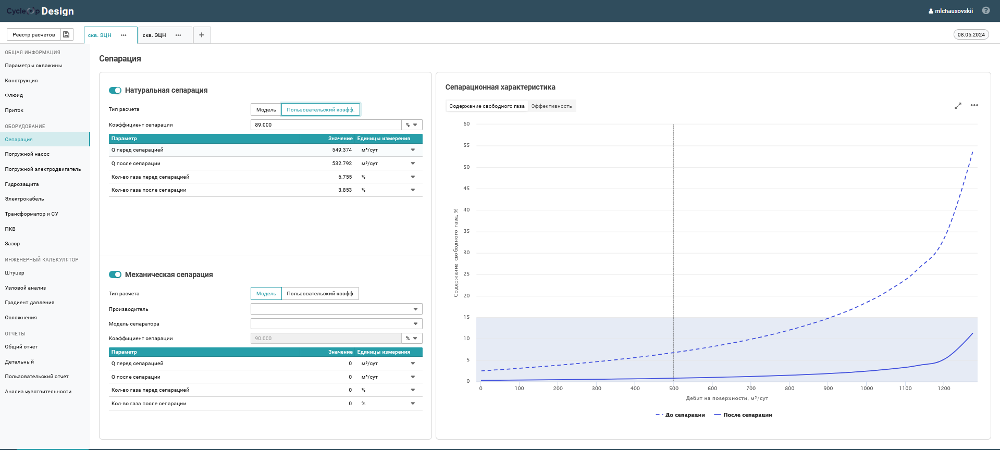 CycleOp Design
mlchausovskii
?
Реестр расчетов
скв. ЭЦН ...
скв. ЭЦН ...
+
08.05.2024
ОБЩАЯ ИНФОРМАЦИЯ
Параметры скважины
Конструкция
Флюид
Приток
ОБОРУДОВАНИЕ
Сепарация
Погружной насос
Погружной электродвигатель
Гидрозащита
Электрокабель
Трансформатор и СУ
ПКВ
Зазор
ИНЖЕНЕРНЫЙ КАЛЬКУЛЯТОР
Штуцер
Узловой анализ
Градиент давления
Осложнения
ОТЧЕТЫ
Общий отчет
Детальный
Пользовательский отчет
Анализ чувствительности
Сепарация
Натуральная сепарация
Тип расчета Модель Пользовательский коэфф.
Коэффициент сепарации 89.000 %
Параметр Значение Единицы измерения
Q перед сепарацией 549.374 м³/сут
Q после сепарации 532.792 м³/сут
Кол-во газа перед сепарацией 6.755 %
Кол-во газа после сепарации 3.853 %
Механическая сепарация
Тип расчета Модель Пользовательский коэфф
Производитель
Модель сепаратора
Коэффициент сепарации 90.000 %
Параметр Значение Единицы измерения
Q перед сепарацией 0 м³/сут
Q после сепарации 0 м³/сут
Кол-во газа перед сепарацией 0 %
Кол-во газа после сепарации 0 %
Сепарационная характеристика
Содержание свободного газа Эффективность
60
55
50
45
40
35
30
25
20
15
10
5
0
Содержание свободного газа, %
0 100 200 300 400 500 600 700 800 900 1000 1100 1200
Дебит на поверхности, м³/сут
До сепарации После сепарации